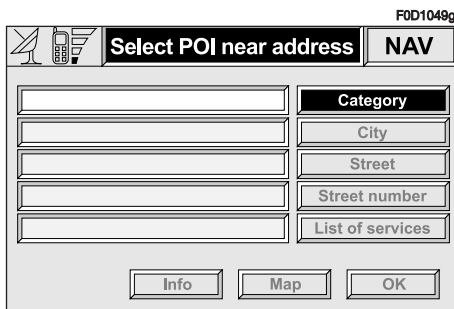 F0D1049g
Select POI near address NAV
Category
City
Street
Street number
List of services
Info Map OK